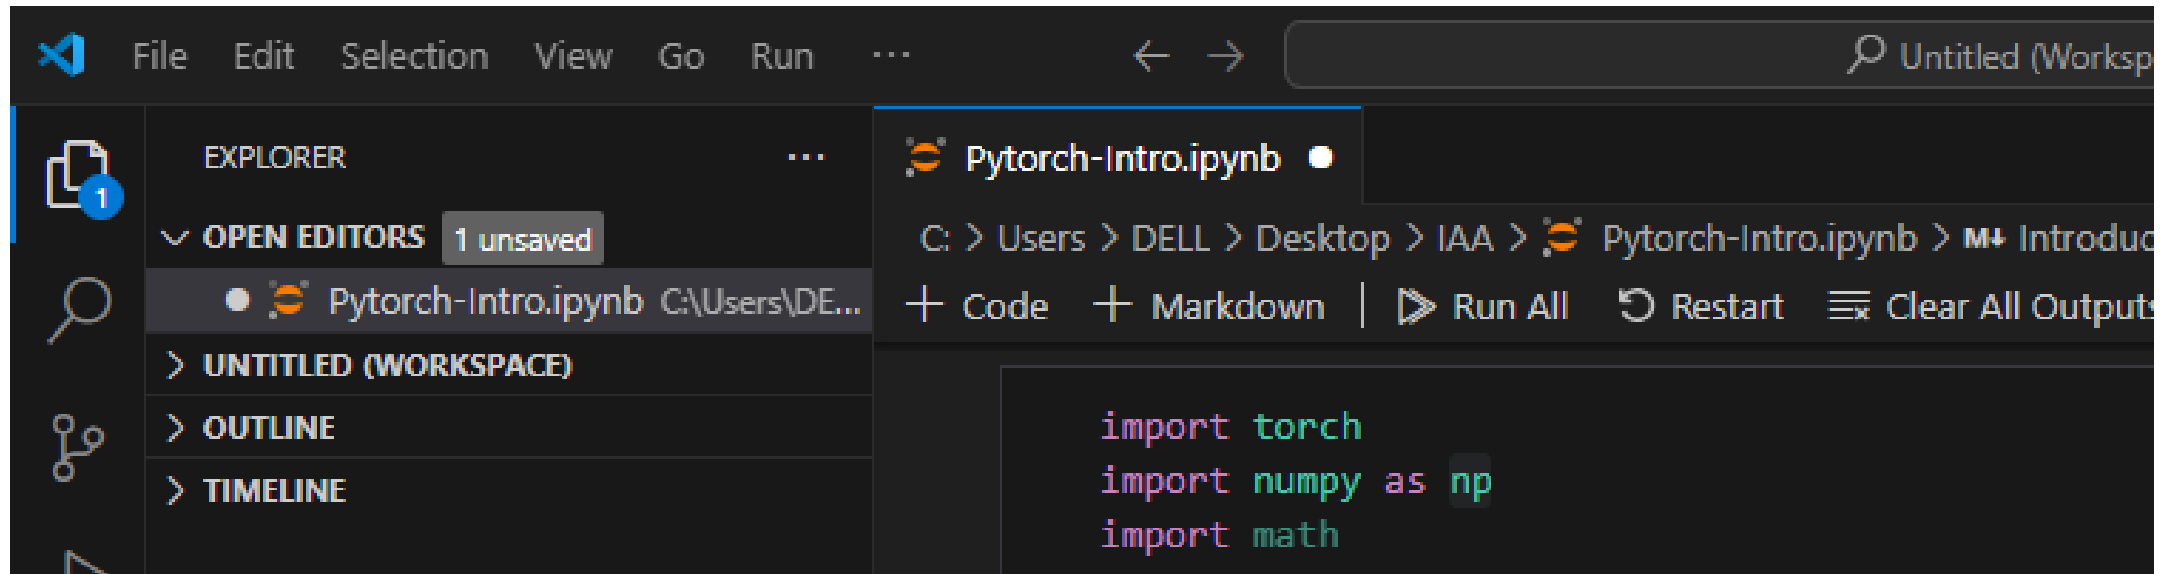 File Edit Selection View Go Run ··· ← → Untitled (Worksp
EXPLORER ···
1
OPEN EDITORS 1 unsaved
Pytorch-Intro.ipynb C:\Users\DE...
UNTITLED (WORKSPACE)
OUTLINE
TIMELINE
Pytorch-Intro.ipynb
C: > Users > DELL > Desktop > IAA > Pytorch-Intro.ipynb > M↓ Introduc
+ Code + Markdown | Run All Restart Clear All Outputs
import torch
import numpy as np
import math